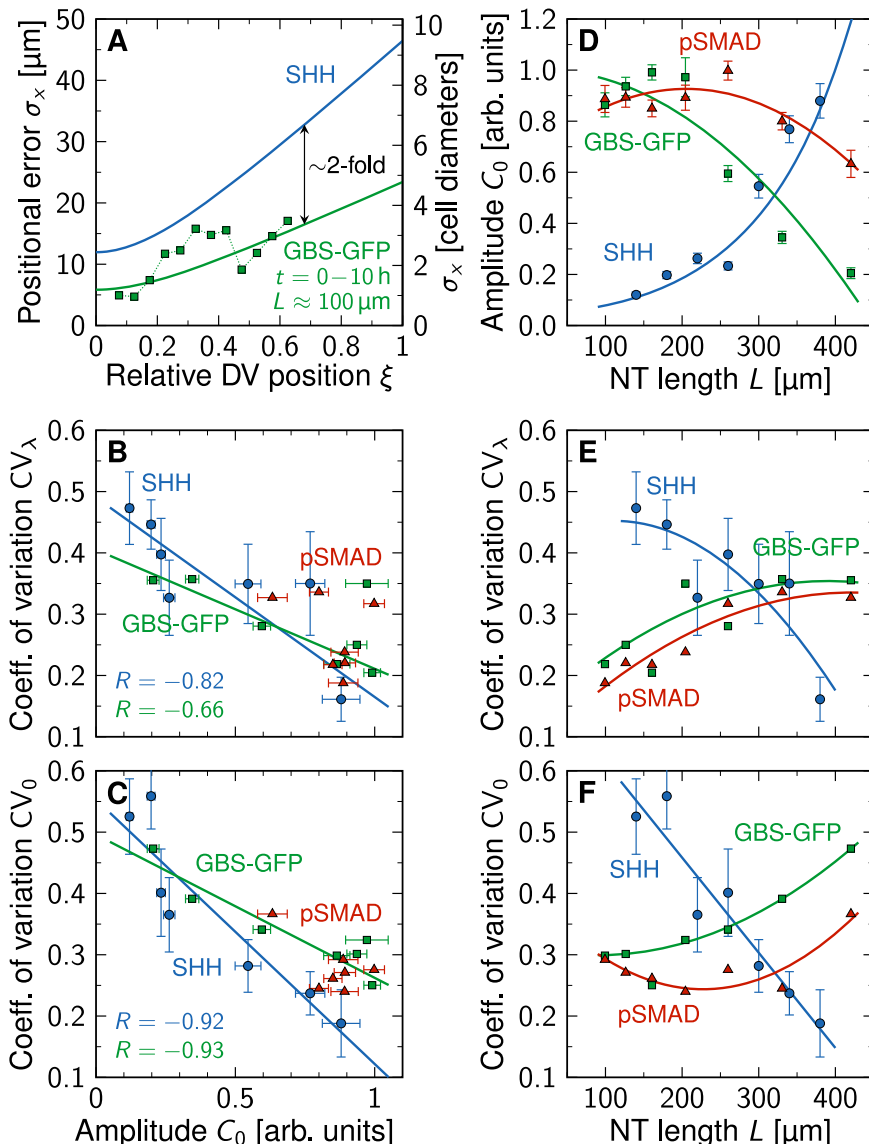 A
Positional error σx [µm]
50
40
30
20
10
0
SHH
~2-fold
GBS-GFP
t = 0–10 h
L ≈ 100 µm
10
8
6
4
2
0
σx [cell diameters]
0
0.2
0.4
0.6
0.8
1
Relative DV position ξ
D
Amplitude C0 [arb. units]
1.2
1.0
0.8
0.6
0.4
0.2
0.0
pSMAD
GBS-GFP
SHH
100
200
300
400
NT length L [µm]
B
Coeff. of variation CVλ
0.6
0.5
0.4
0.3
0.2
0.1
SHH
pSMAD
GBS-GFP
R = −0.82
R = −0.66
E
Coeff. of variation CVλ
0.6
0.5
0.4
0.3
0.2
0.1
SHH
GBS-GFP
pSMAD
C
Coeff. of variation CV0
0.6
0.5
0.4
0.3
0.2
0.1
GBS-GFP
pSMAD
SHH
R = −0.92
R = −0.93
0
0.5
1
Amplitude C0 [arb. units]
F
Coeff. of variation CV0
0.6
0.5
0.4
0.3
0.2
0.1
GBS-GFP
SHH
pSMAD
100
200
300
400
NT length L [µm]